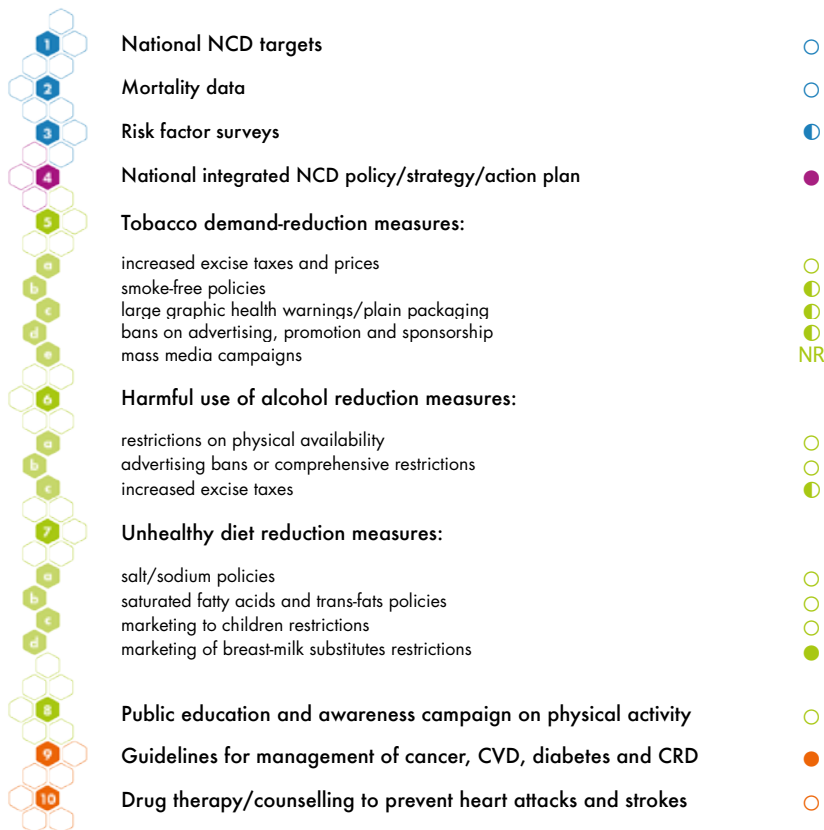 1 National NCD targets
2 Mortality data
3 Risk factor surveys
4 National integrated NCD policy/strategy/action plan
5 Tobacco demand-reduction measures:
a increased excise taxes and prices
b smoke-free policies
c large graphic health warnings/plain packaging
d bans on advertising, promotion and sponsorship
e mass media campaigns NR
6 Harmful use of alcohol reduction measures:
a restrictions on physical availability
b advertising bans or comprehensive restrictions
c increased excise taxes
7 Unhealthy diet reduction measures:
a salt/sodium policies
b saturated fatty acids and trans-fats policies
c marketing to children restrictions
d marketing of breast-milk substitutes restrictions
8 Public education and awareness campaign on physical activity
9 Guidelines for management of cancer, CVD, diabetes and CRD
10 Drug therapy/counselling to prevent heart attacks and strokes